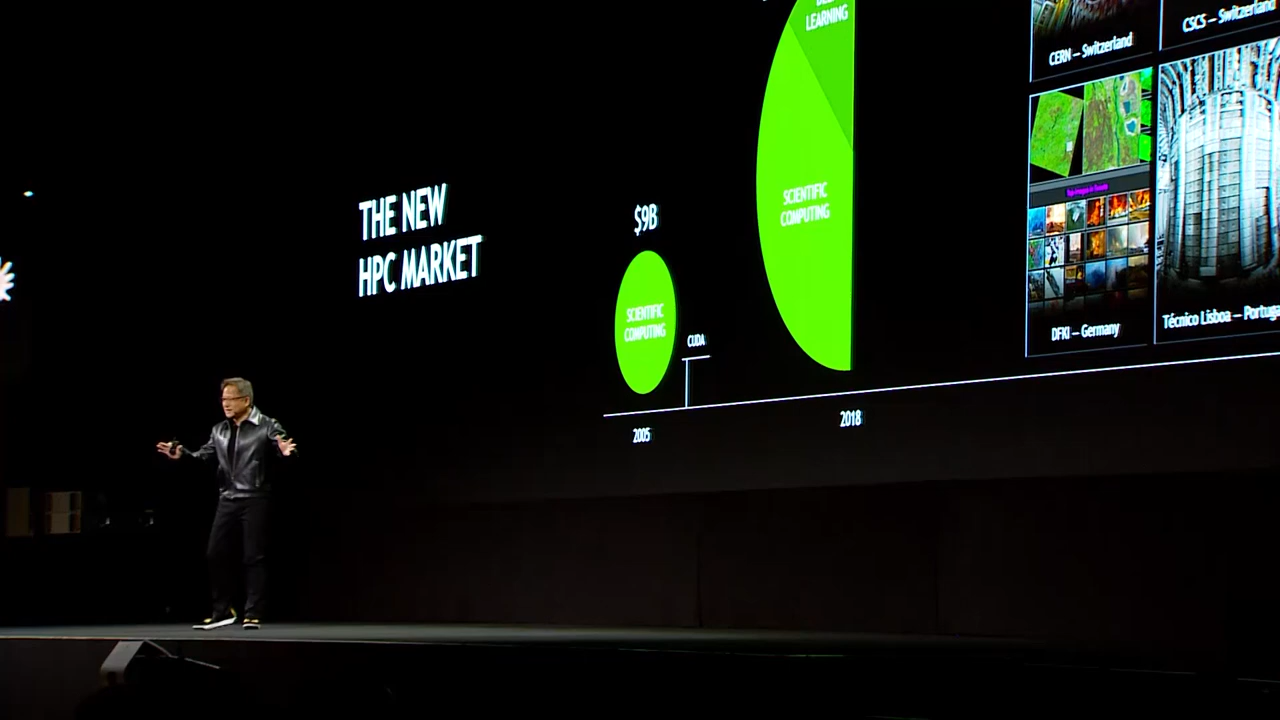 THE NEW
HPC MARKET
$9B
SCIENTIFIC
COMPUTING
CUDA
2005
LEARNING
SCIENTIFIC
COMPUTING
2018
CERN – Switzerland
CSCS – Switzerland
DFKI – Germany
Técnico Lisboa – Portuga